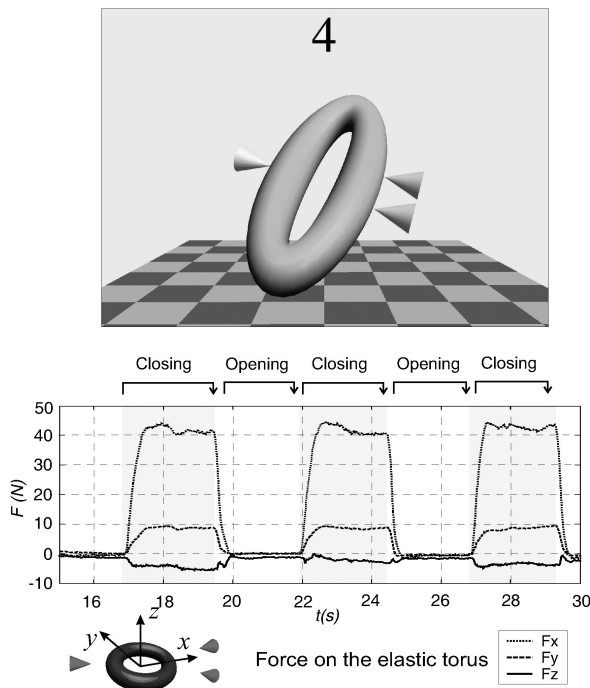 4
Closing Opening Closing Opening Closing
50
40
30
20
10
0
-10
F (N)
16 18 20 22 24 26 28 30
t(s)
z
y
x
Force on the elastic torus
Fx
Fy
Fz